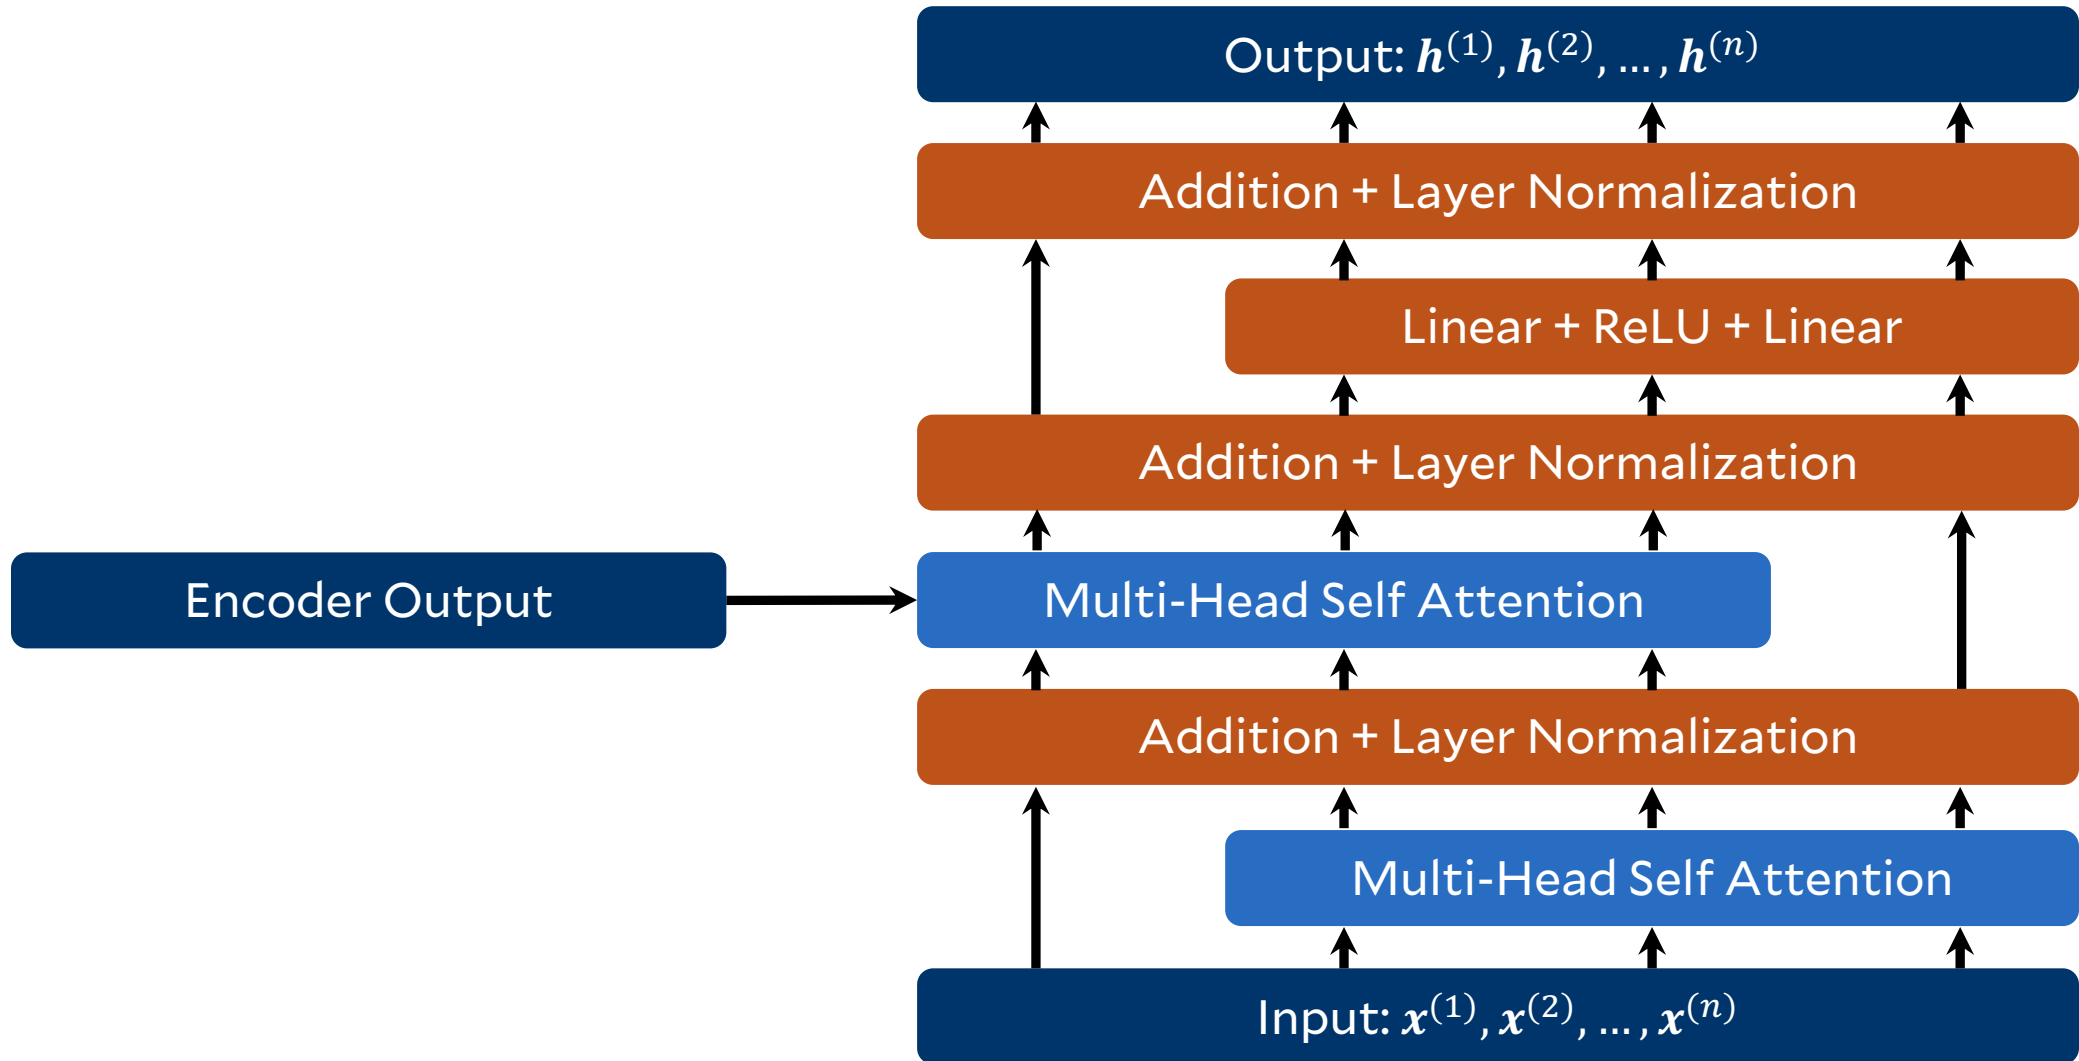 Output: h^(1), h^(2), ..., h^(n)
Addition + Layer Normalization
Linear + ReLU + Linear
Addition + Layer Normalization
Encoder Output
Multi-Head Self Attention
Addition + Layer Normalization
Multi-Head Self Attention
Input: x^(1), x^(2), ..., x^(n)